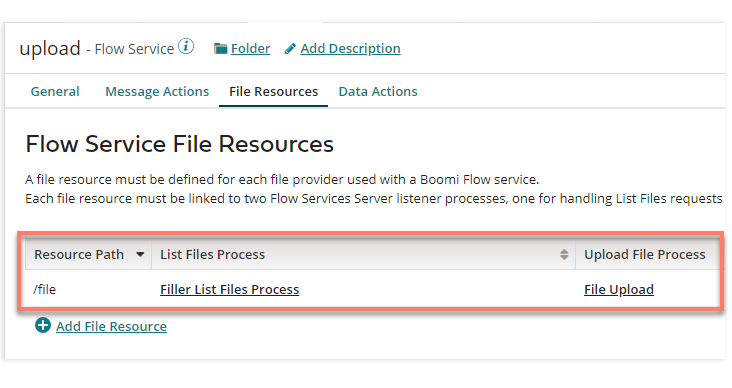 upload - Flow Service i Folder Add Description
General Message Actions File Resources Data Actions
Flow Service File Resources
A file resource must be defined for each file provider used with a Boomi Flow service.
Each file resource must be linked to two Flow Services Server listener processes, one for handling List Files requests
Resource Path List Files Process Upload File Process
/file Filler List Files Process File Upload
Add File Resource